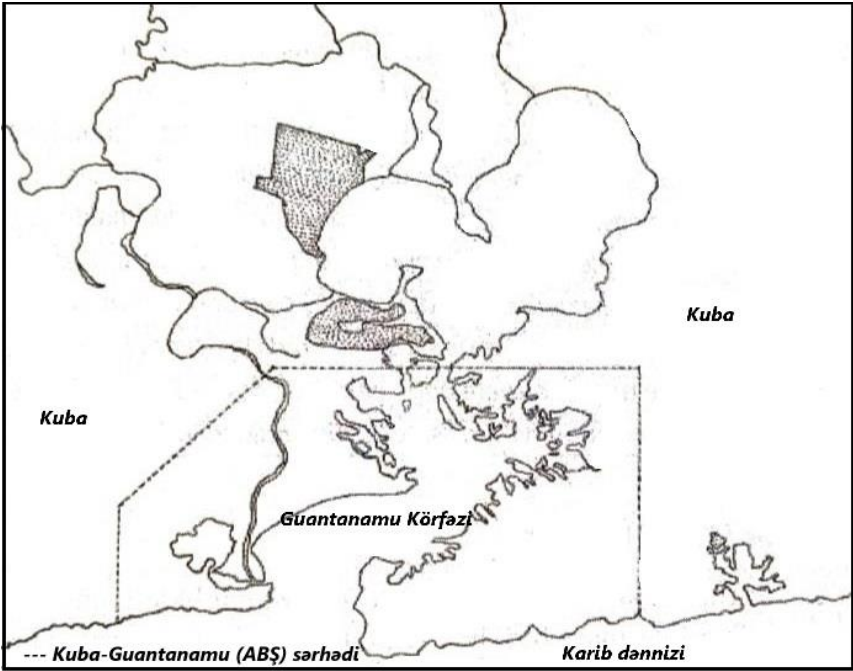 Kuba
Kuba
Guantanamu Körfəzi
--- Kuba-Guantanamu (ABŞ) sərhədi
Karib dənnizi